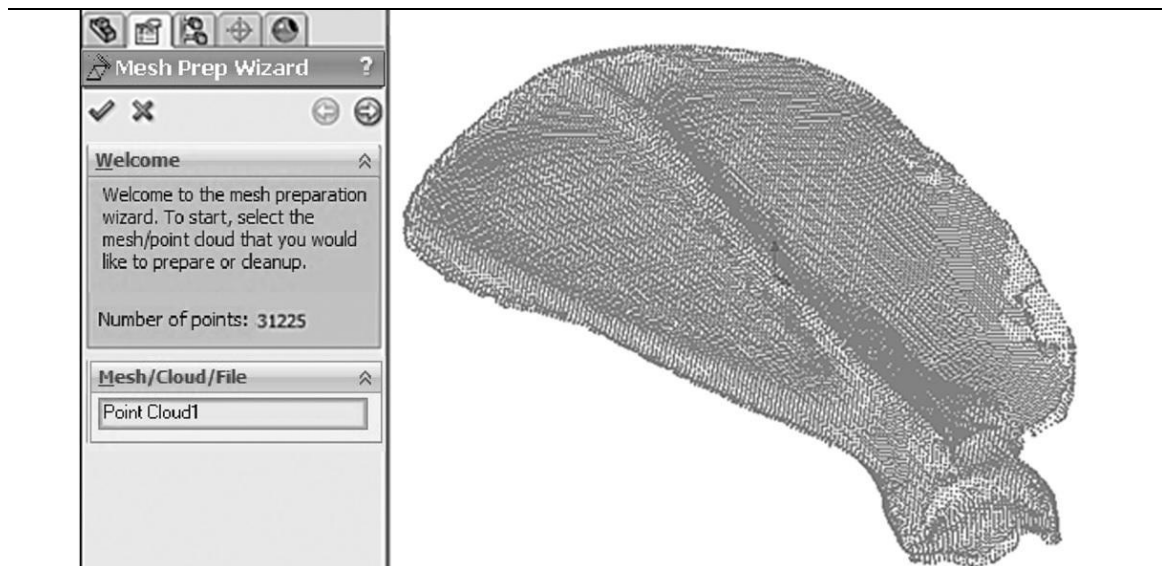 Mesh Prep Wizard ?
Welcome
Welcome to the mesh preparation
wizard. To start, select the
mesh/point cloud that you would
like to prepare or cleanup.
Number of points: 31225
Mesh/Cloud/File
Point Cloud1